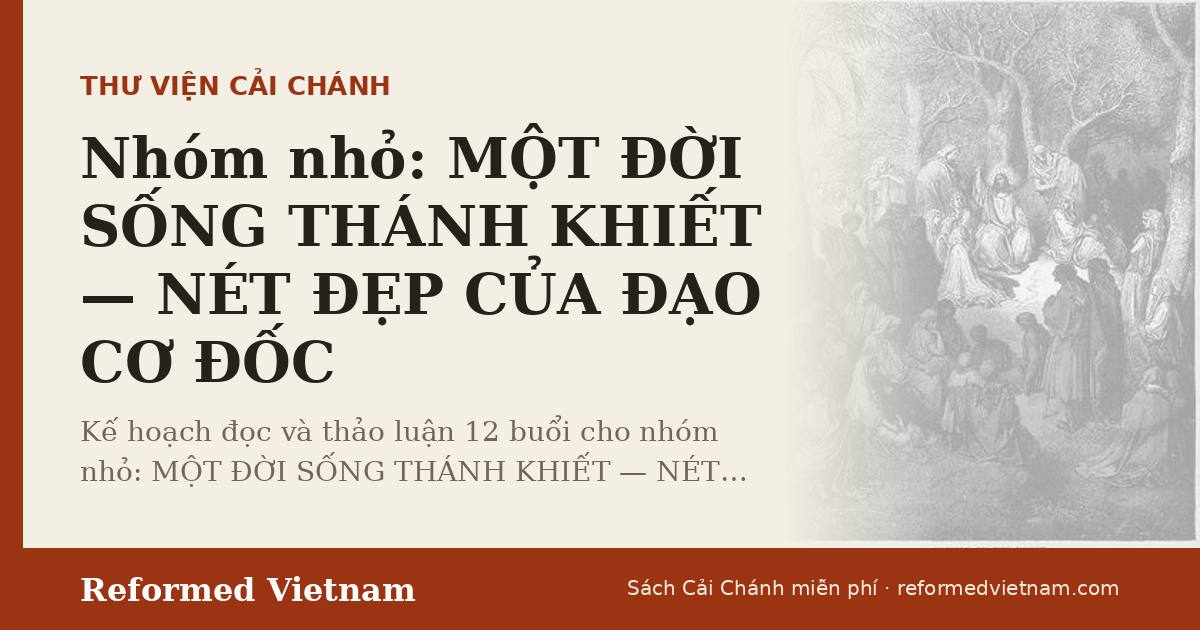 THƯ VIỆN CẢI CHÁNH
Nhóm nhỏ: MỘT ĐỜI
SỐNG THÁNH KHIẾT
— NÉT ĐẸP CỦA ĐẠO
CƠ ĐỐC
Kế hoạch đọc và thảo luận 12 buổi cho nhóm
nhỏ: MỘT ĐỜI SỐNG THÁNH KHIẾT — NÉT…
Reformed Vietnam
Sách Cải Chánh miễn phí · reformedvietnam.com